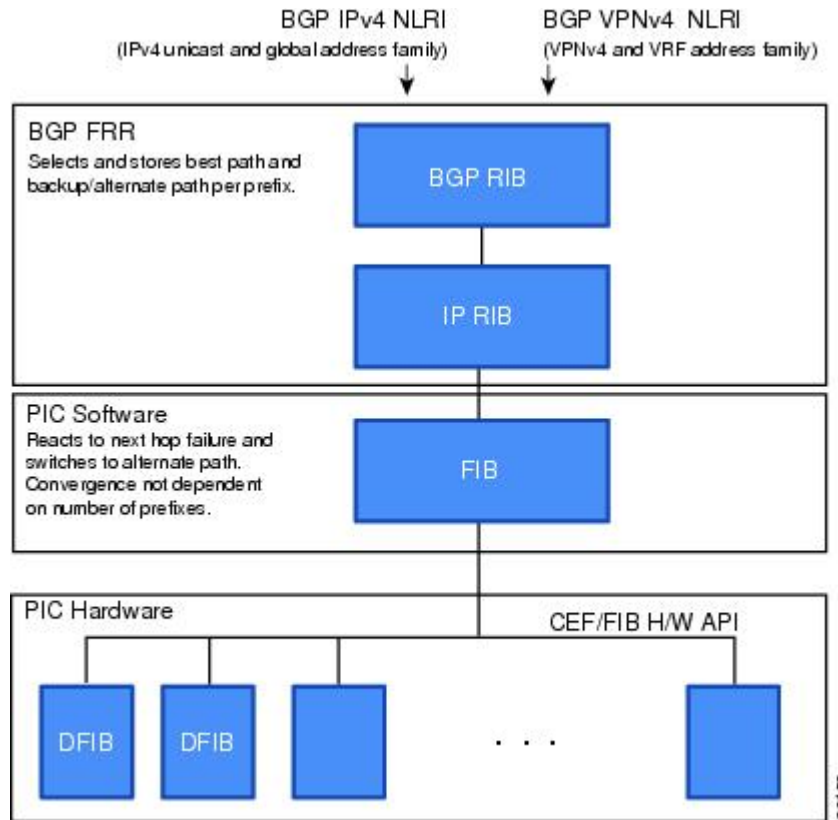 BGP IPv4 NLRI
(IPv4 unicast and global address family)
BGP VPNv4 NLRI
(VPNv4 and VRF address family)
BGP FRR
Selects and stores best path and
backup/alternate path per prefix.
BGP RIB
IP RIB
PIC Software
Reacts to next hop failure and
switches to alternate path.
Convergence not dependent
on number of prefixes.
FIB
PIC Hardware
CEF/FIB H/W API
DFIB
DFIB
. . .